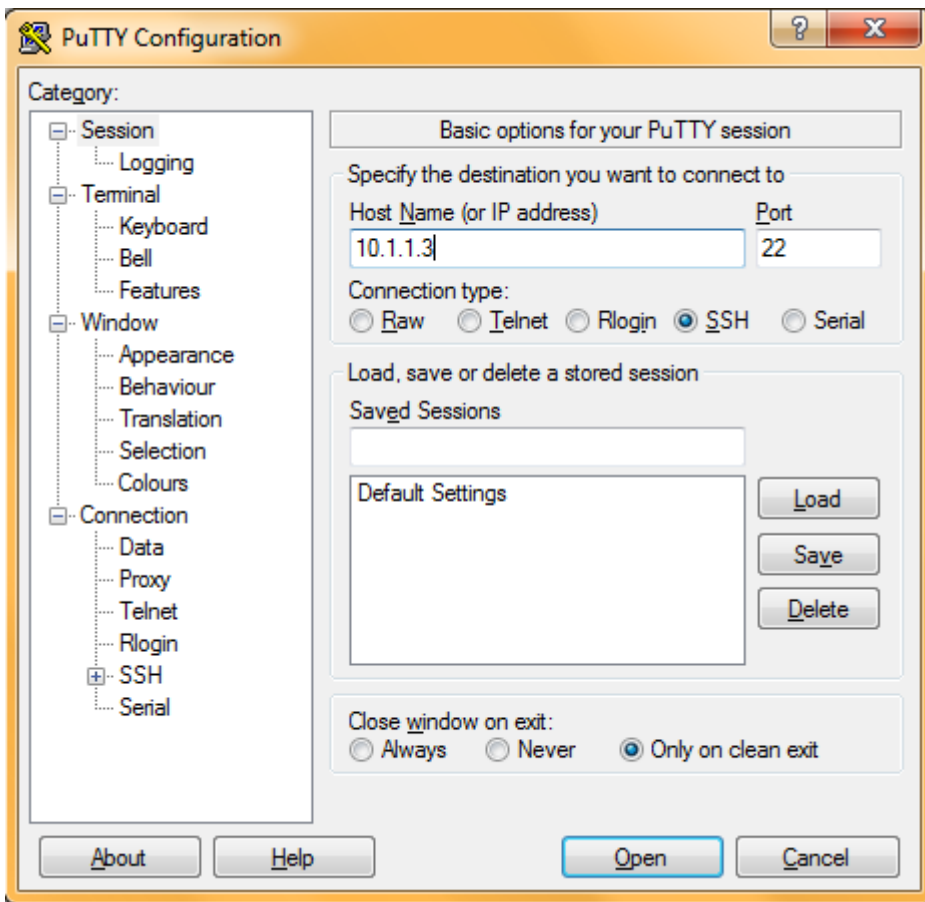 PuTTY Configuration
?
Category:
Session
Logging
Terminal
Keyboard
Bell
Features
Window
Appearance
Behaviour
Translation
Selection
Colours
Connection
Data
Proxy
Telnet
Rlogin
SSH
Serial
Basic options for your PuTTY session
Specify the destination you want to connect to
Host Name (or IP address) Port
10.1.1.3 22
Connection type:
Raw Telnet Rlogin SSH Serial
Load, save or delete a stored session
Saved Sessions
Default Settings
Load
Save
Delete
Close window on exit:
Always Never Only on clean exit
About Help Open Cancel